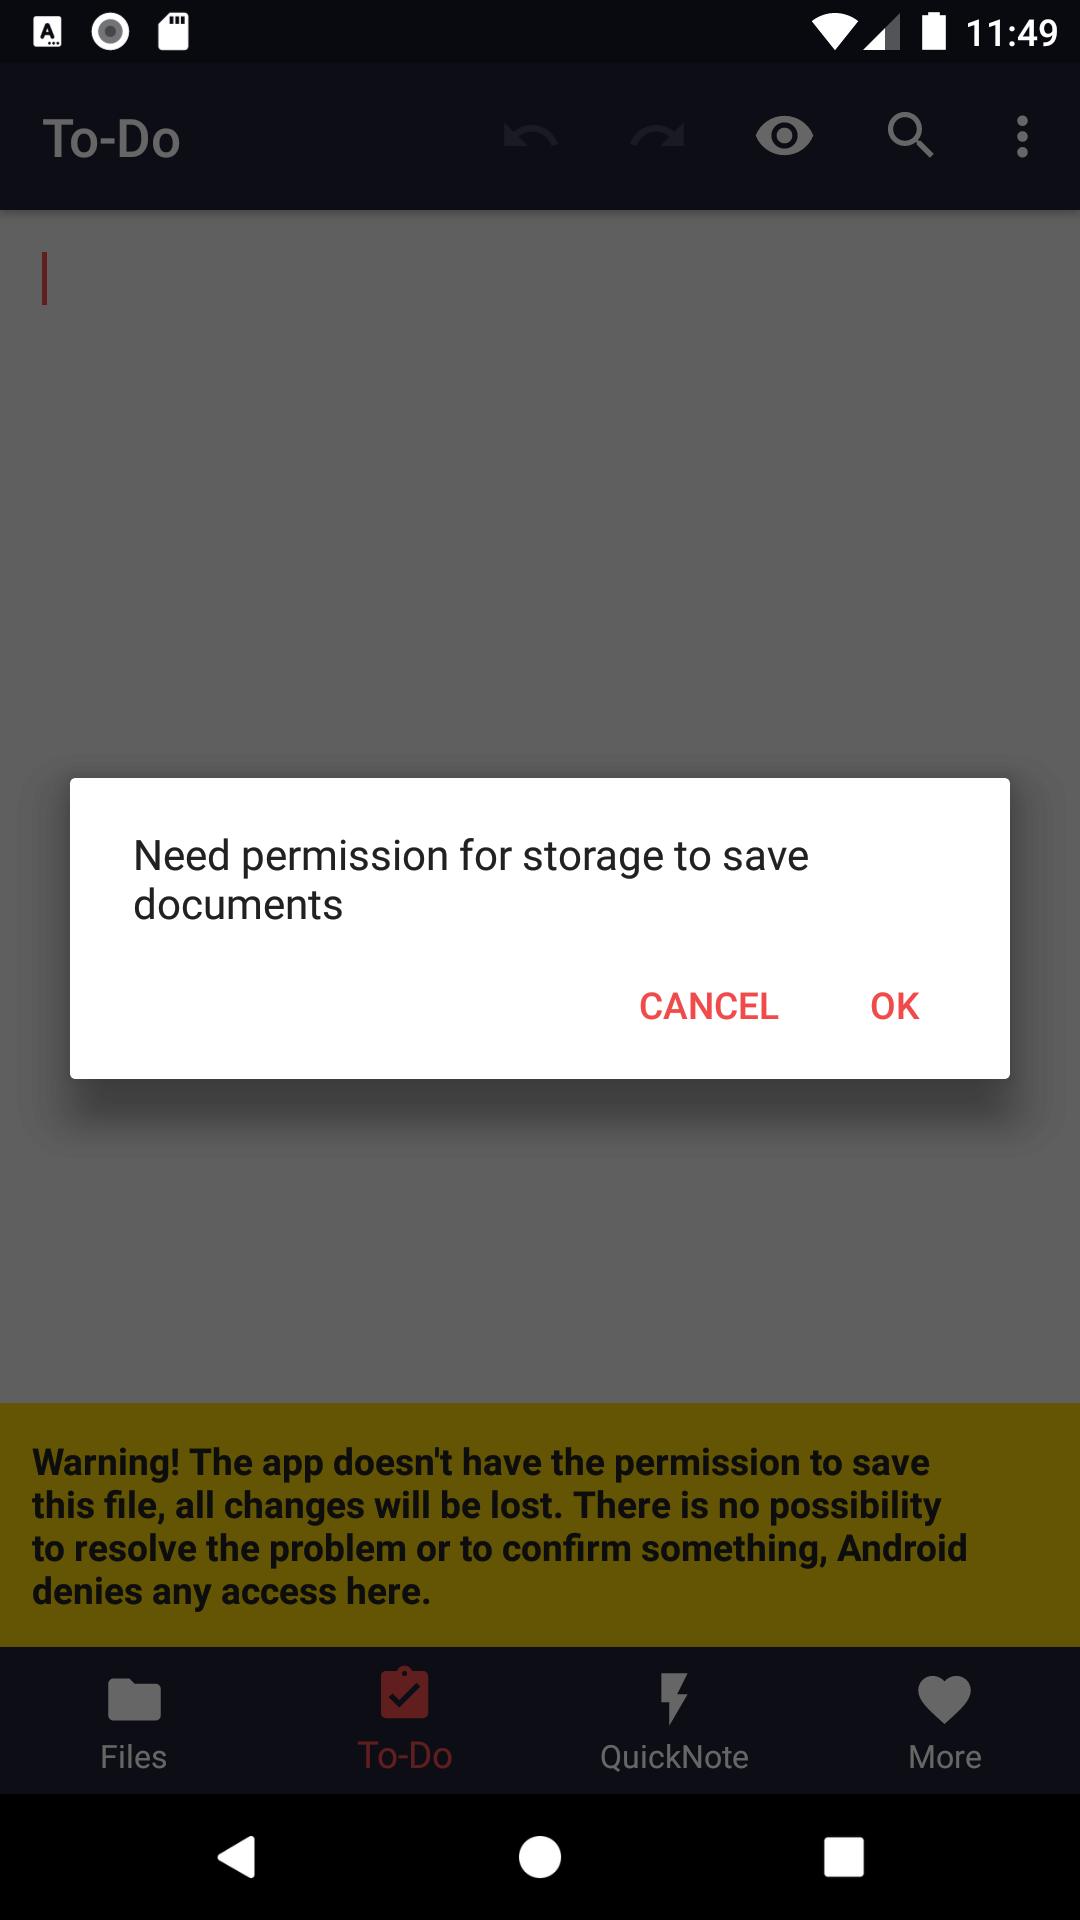 11:49
To-Do
Need permission for storage to save
documents
CANCEL OK
Warning! The app doesn't have the permission to save
this file, all changes will be lost. There is no possibility
to resolve the problem or to confirm something, Android
denies any access here.
Files To-Do QuickNote More